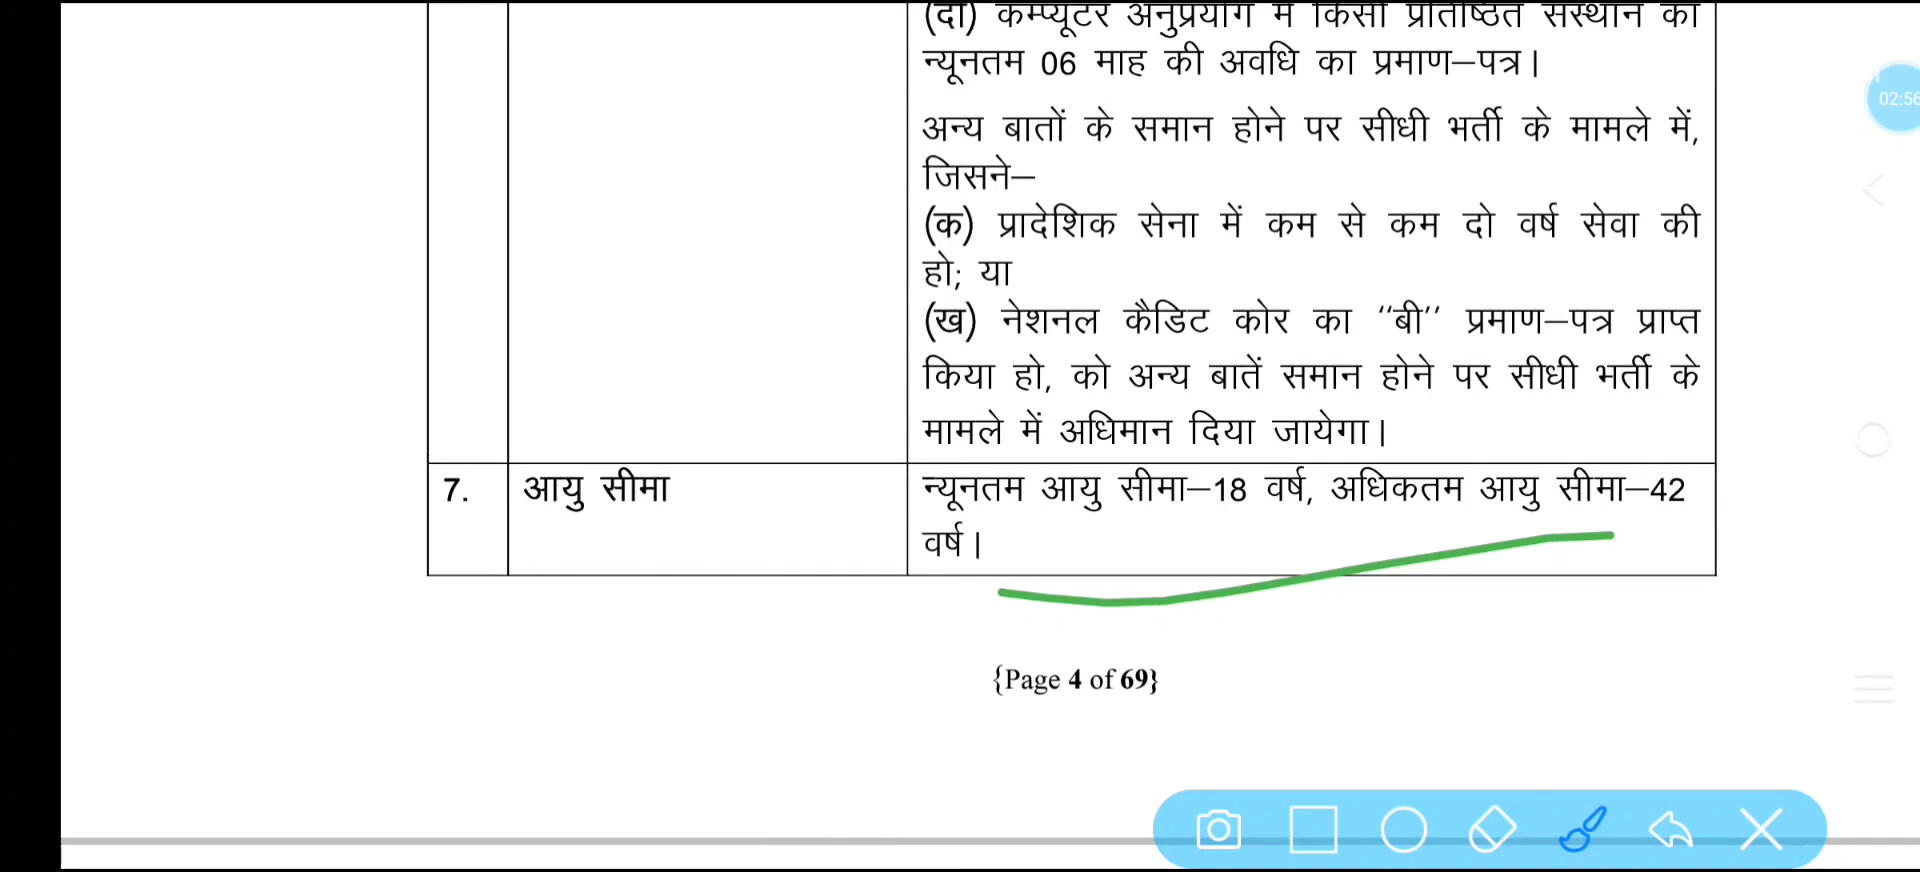 (दो) कम्प्यूटर अनुप्रयोग में किसी प्रतिष्ठित संस्थान का
न्यूनतम 06 माह की अवधि का प्रमाण–पत्र।
अन्य बातों के समान होने पर सीधी भर्ती के मामले में,
जिसने–
(क) प्रादेशिक सेना में कम से कम दो वर्ष सेवा की
हो; या
(ख) नेशनल कैडिट कोर का ‘‘बी’’ प्रमाण–पत्र प्राप्त
किया हो, को अन्य बातें समान होने पर सीधी भर्ती के
मामले में अधिमान दिया जायेगा।
7. आयु सीमा न्यूनतम आयु सीमा–18 वर्ष, अधिकतम आयु सीमा–42
वर्ष।
{Page 4 of 69}
02:56